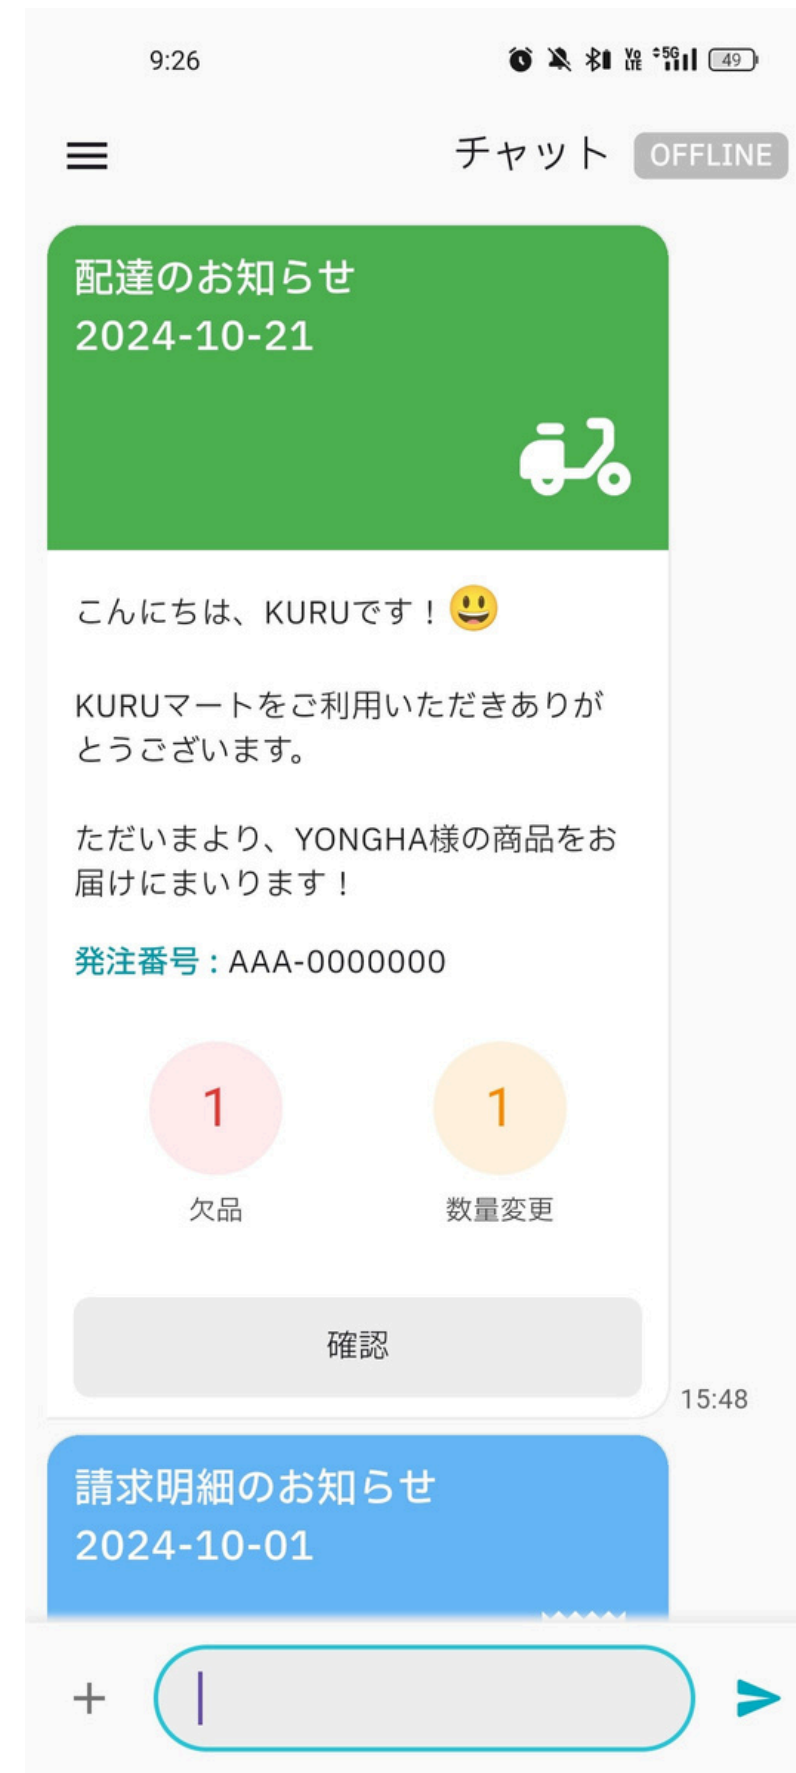 9:26
Vo LTE 5G 49
チャット OFFLINE
配達のお知らせ
2024-10-21
こんにちは、KURUです！😃
KURUマートをご利用いただきありが
とうございます。
ただいまより、YONGHA様の商品をお
届けにまいります！
発注番号：AAA-0000000
1 1
欠品 数量変更
確認
15:48
請求明細のお知らせ
2024-10-01